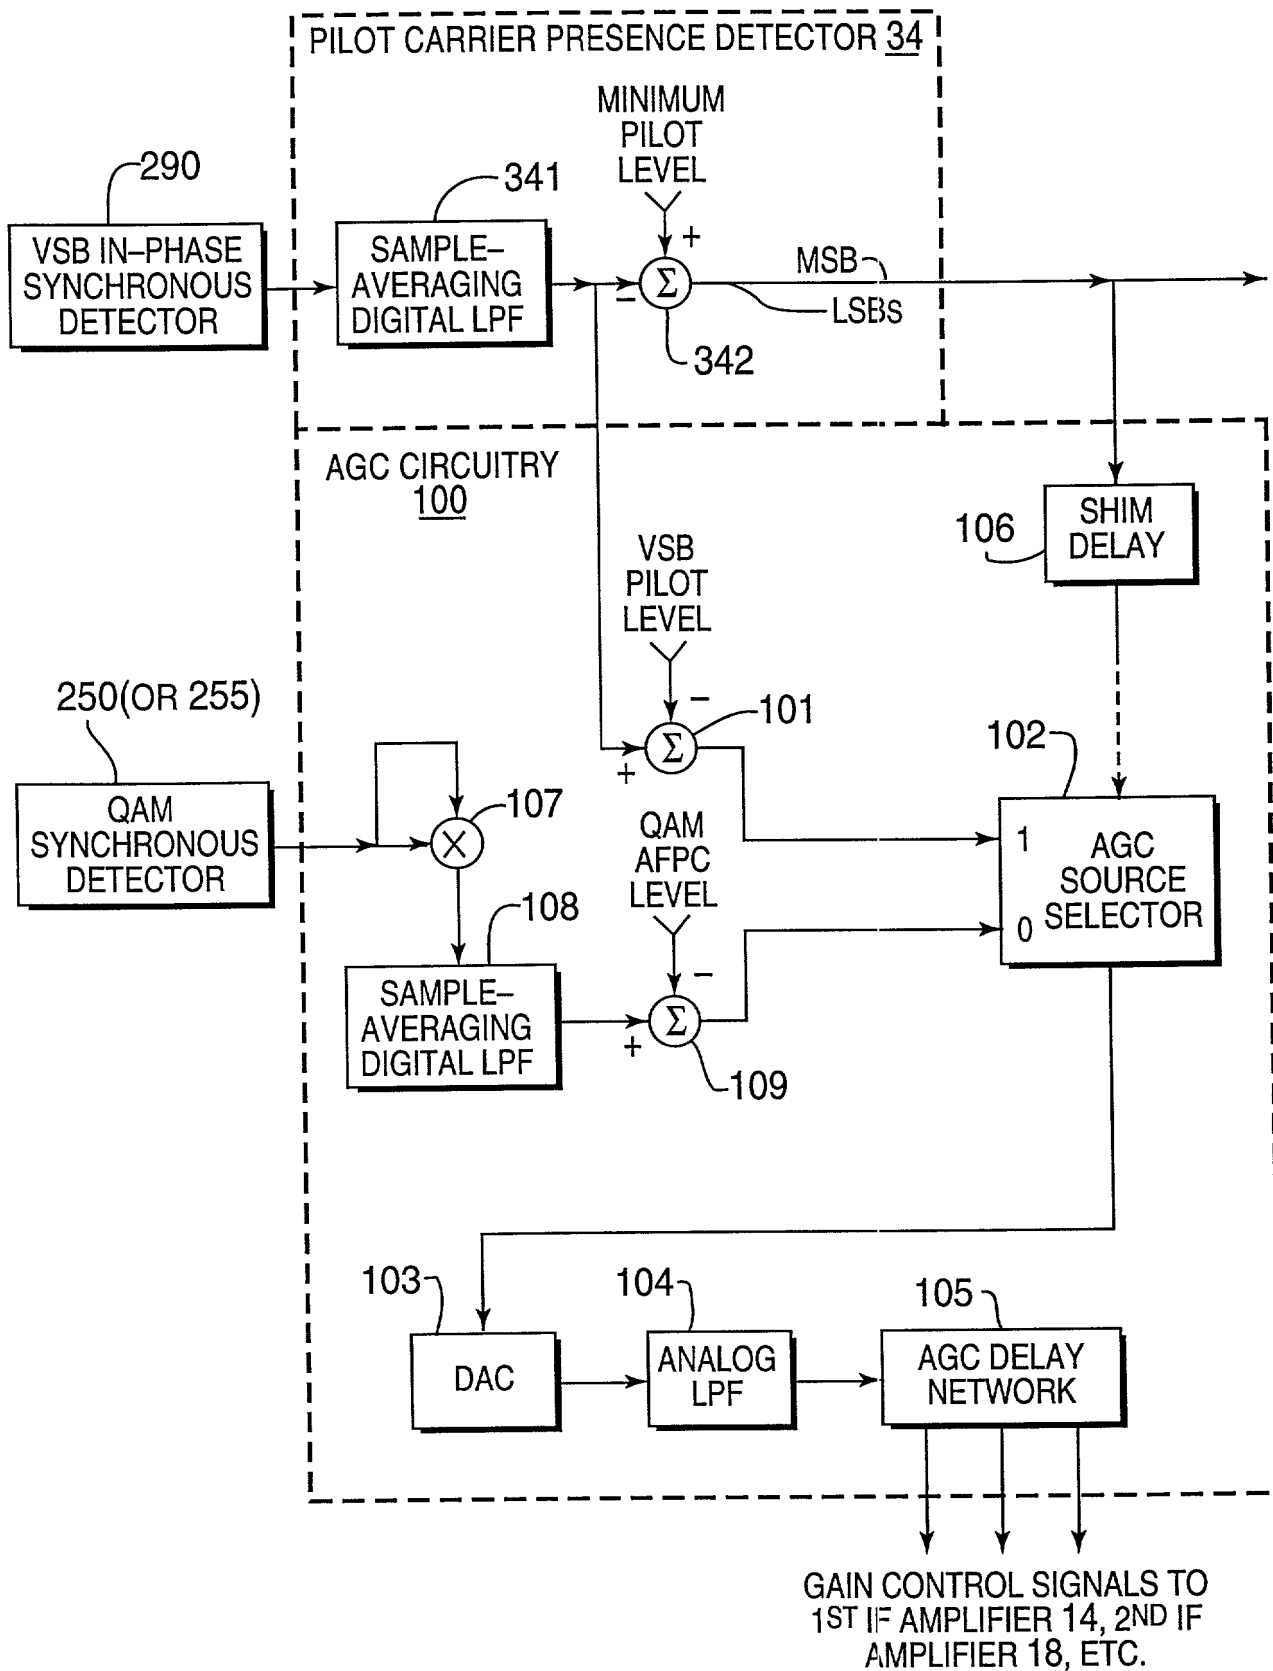 PILOT CARRIER PRESENCE DETECTOR 34
MINIMUM
PILOT
LEVEL
290
341
VSB IN–PHASE
SYNCHRONOUS
DETECTOR
SAMPLE–
AVERAGING
DIGITAL LPF
+
–
Σ
MSB
LSBs
342
AGC CIRCUITRY
100
SHIM
DELAY
106
VSB
PILOT
LEVEL
–
101
Σ
+
250(OR 255)
102
QAM
SYNCHRONOUS
DETECTOR
107
X
QAM
AFPC
LEVEL
1
0
AGC
SOURCE
SELECTOR
108
–
SAMPLE–
AVERAGING
DIGITAL LPF
Σ
+
109
103
104
105
DAC
ANALOG
LPF
AGC DELAY
NETWORK
GAIN CONTROL SIGNALS TO
1ST IF AMPLIFIER 14, 2ND IF
AMPLIFIER 18, ETC.